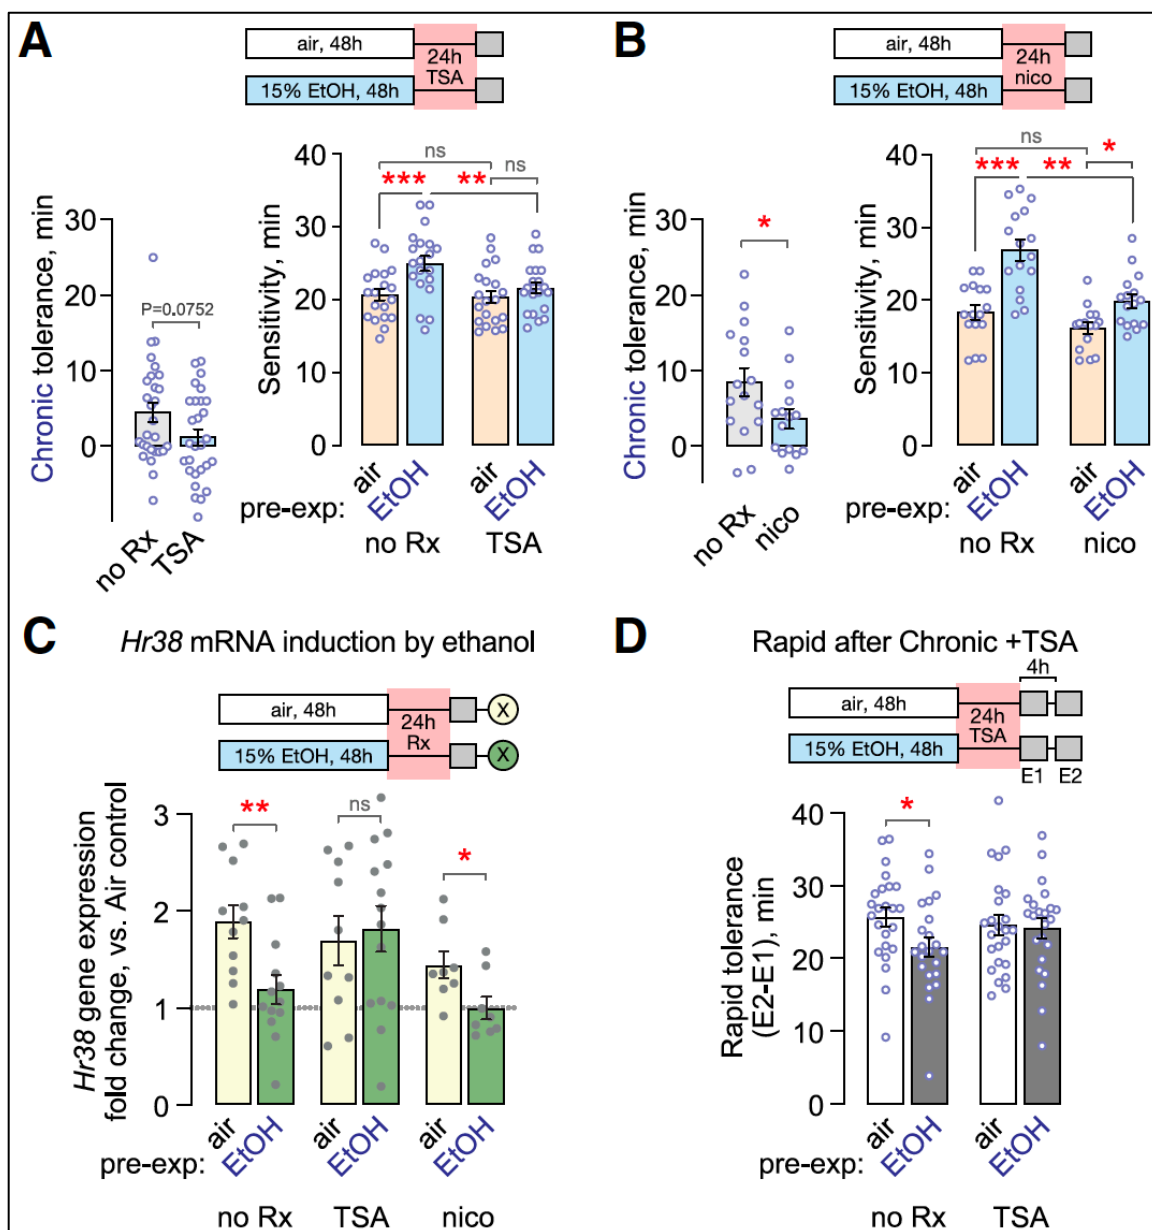 A
air, 48h
15% EtOH, 48h
24h
TSA
Chronic tolerance, min
30
20
10
0
P=0.0752
no Rx
TSA
Sensitivity, min
40
30
20
10
0
ns
***
**
ns
pre-exp:
air
EtOH
air
EtOH
no Rx
TSA
B
air, 48h
15% EtOH, 48h
24h
nico
Chronic tolerance, min
30
20
10
0
*
no Rx
nico
Sensitivity, min
40
30
20
10
0
ns
***
**
*
pre-exp:
air
EtOH
air
EtOH
no Rx
nico
C
Hr38 mRNA induction by ethanol
air, 48h
15% EtOH, 48h
24h
Rx
X
X
Hr38 gene expression
fold change, vs. Air control
3
2
1
0
**
ns
*
pre-exp:
air
EtOH
air
EtOH
air
EtOH
no Rx
TSA
nico
D
Rapid after Chronic +TSA
4h
air, 48h
15% EtOH, 48h
24h
TSA
E1
E2
Rapid tolerance
(E2-E1), min
40
30
20
10
0
*
pre-exp:
air
EtOH
air
EtOH
no Rx
TSA